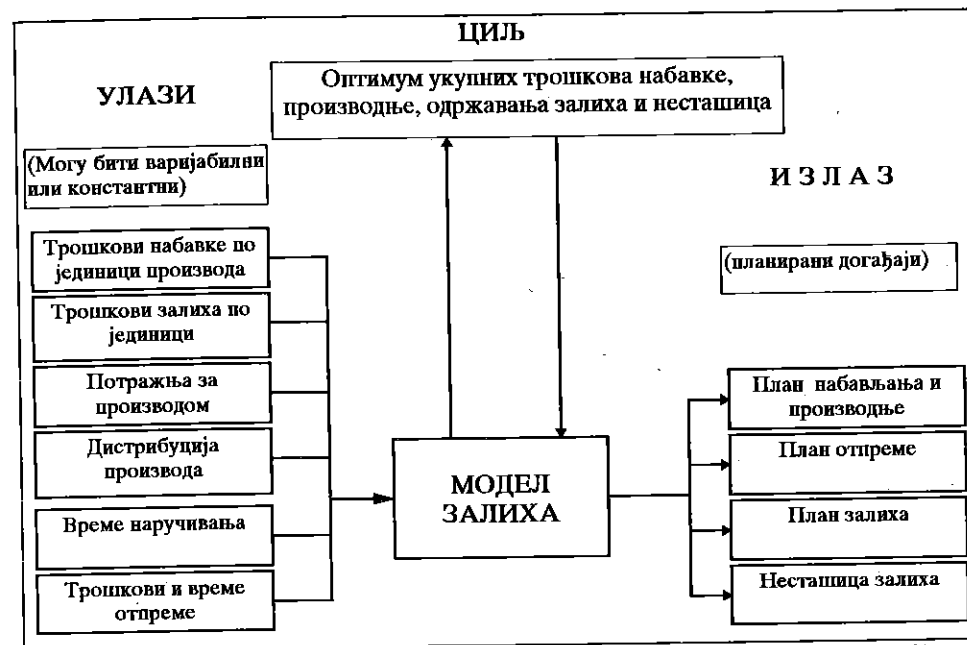 ЦИЉ
Оптимум укупних трошкова набавке,
производње, одржавања залиха и несташица
УЛАЗИ
(Могу бити варијабилни
или константни)
Трошкови набавке по
јединици производа
Трошкови залиха по
јединици
Потражња за
производом
Дистрибуција
производа
Време наручивања
Трошкови и време
отпреме
МОДЕЛ
ЗАЛИХА
И З Л А З
(планирани догађаји)
План набављања и
производње
План отпреме
План залиха
Несташица залиха